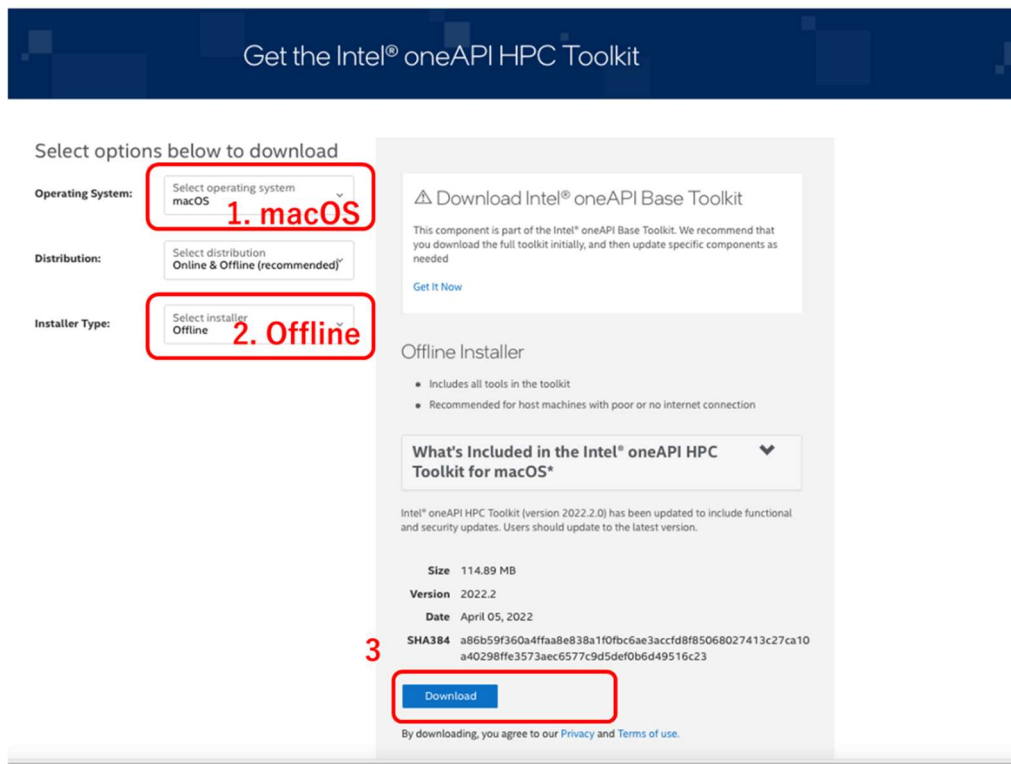 Get the Intel® oneAPI HPC Toolkit
Select options below to download
Operating System:
Select operating system
macOS
1. macOS
Distribution:
Select distribution
Online & Offline (recommended)
Installer Type:
Select installer
Offline
2. Offline
⚠ Download Intel® oneAPI Base Toolkit
This component is part of the Intel® oneAPI Base Toolkit. We recommend that
you download the full toolkit initially, and then update specific components as
needed
Get It Now
Offline Installer
• Includes all tools in the toolkit
• Recommended for host machines with poor or no internet connection
What's Included in the Intel® oneAPI HPC
Toolkit for macOS*
Intel® oneAPI HPC Toolkit (version 2022.2.0) has been updated to include functional
and security updates. Users should update to the latest version.
Size 114.89 MB
Version 2022.2
Date April 05, 2022
3
SHA384 a86b59f360a4ffaa8e838a1f0fbc6ae3accfd8f85068027413c27ca10
a40298ffe3573aec6577c9d5def0b6d49516c23
Download
By downloading, you agree to our Privacy and Terms of use.